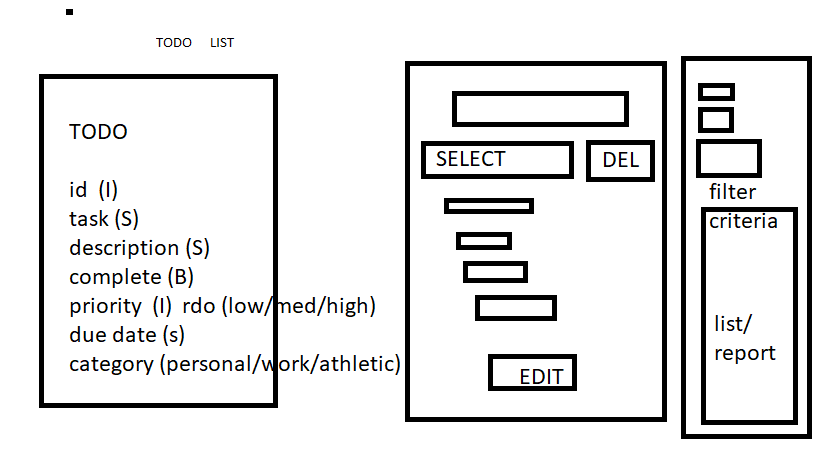 TODO LIST
TODO
id (I)
task (S)
description (S)
complete (B)
priority (I) rdo (low/med/high)
due date (s)
category (personal/work/athletic)
SELECT
DEL
EDIT
filter
criteria
list/
report